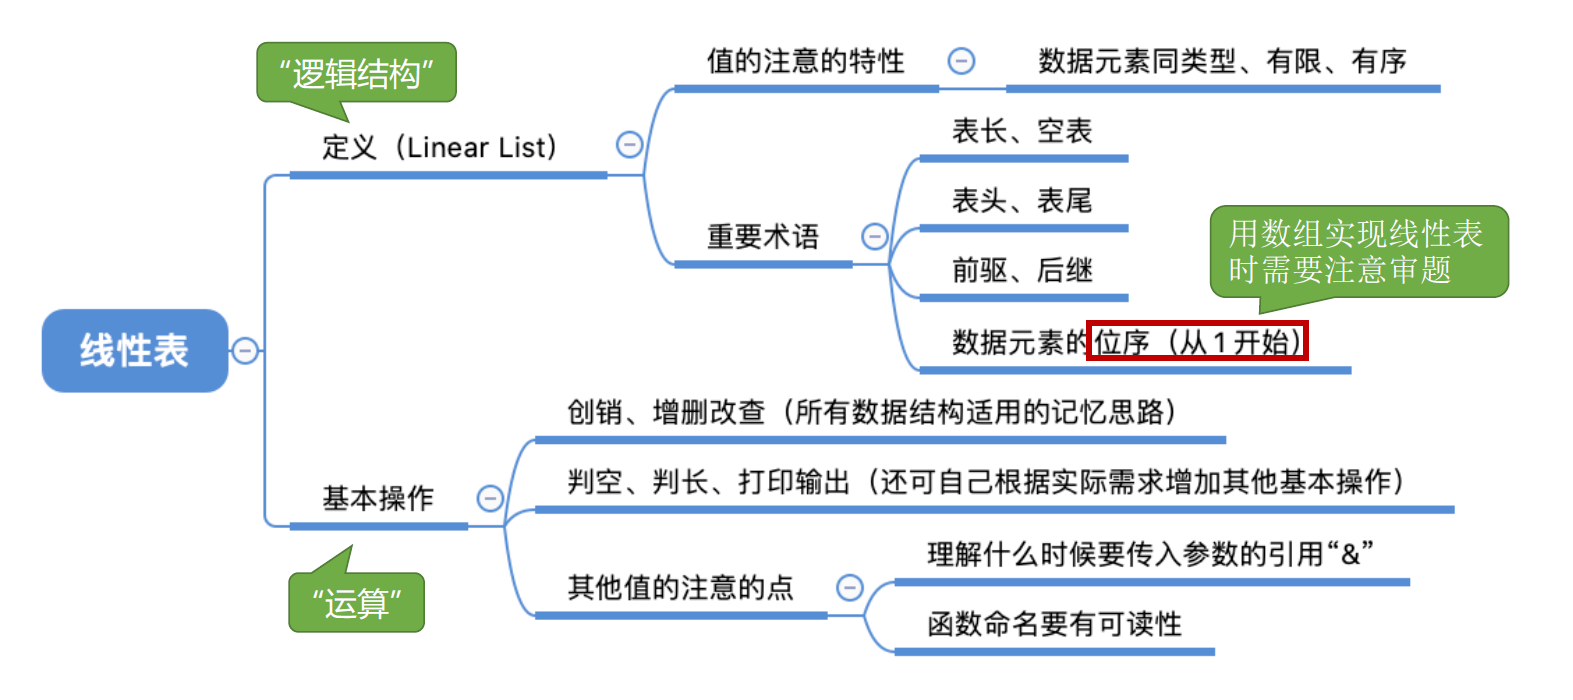 “逻辑结构”
定义（Linear List）
值的注意的特性
数据元素同类型、有限、有序
重要术语
表长、空表
表头、表尾
前驱、后继
数据元素的位序（从1开始）
用数组实现线性表
时需要注意审题
线性表
基本操作
“运算”
创销、增删改查（所有数据结构适用的记忆思路）
判空、判长、打印输出（还可自己根据实际需求增加其他基本操作）
其他值的注意的点
理解什么时候要传入参数的引用“&”
函数命名要有可读性